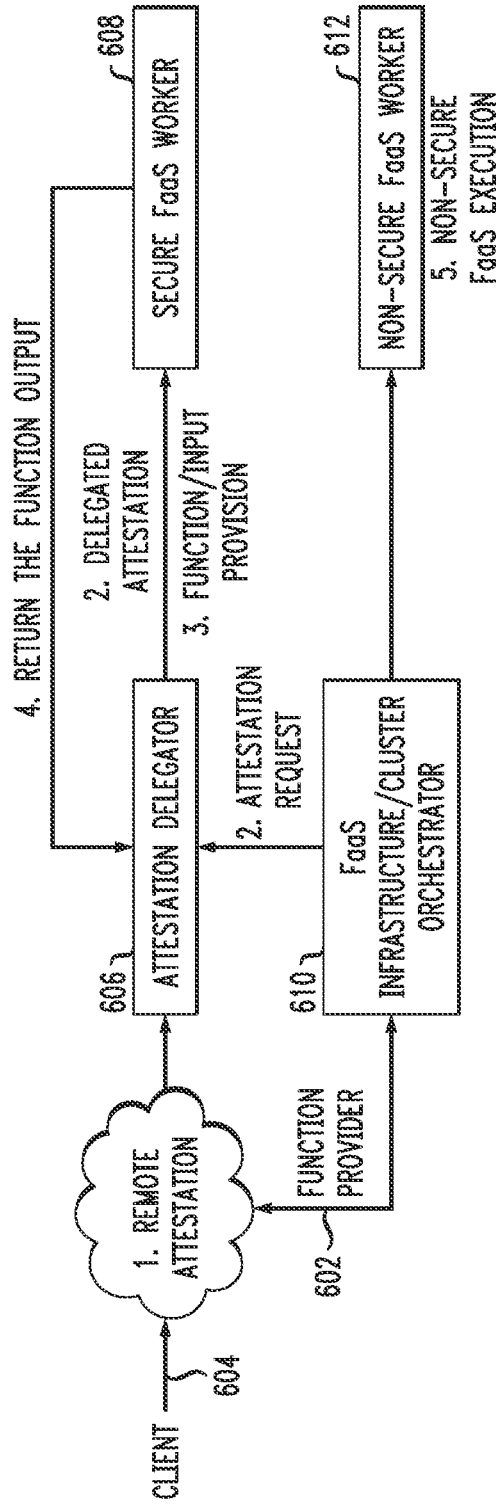 4. RETURN THE FUNCTION OUTPUT
CLIENT
604
1. REMOTE
ATTESTATION
606
ATTESTATION DELEGATOR
2. DELEGATED
ATTESTATION
3. FUNCTION/INPUT
PROVISION
608
SECURE FaaS WORKER
2. ATTESTATION
REQUEST
602
FUNCTION
PROVIDER
610
FaaS
INFRASTRUCTURE/CLUSTER
ORCHESTRATOR
612
NON-SECURE FaaS WORKER
5. NON-SECURE
FaaS EXECUTION